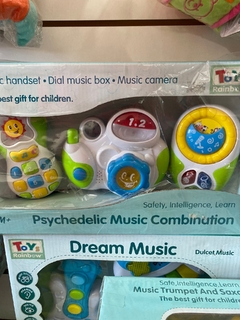 c handset • Dial music box • Music camera
best gift for children.
Toys
Rainbow
1.2
Safety, Intelligence, Learn
M+
Psychedelic Music Combination
Toys
Rainbow
Dream Music
Dulcet, Music
Safe, Intelligence, Learn
Music Trumpet And Saxo
The best gift for children